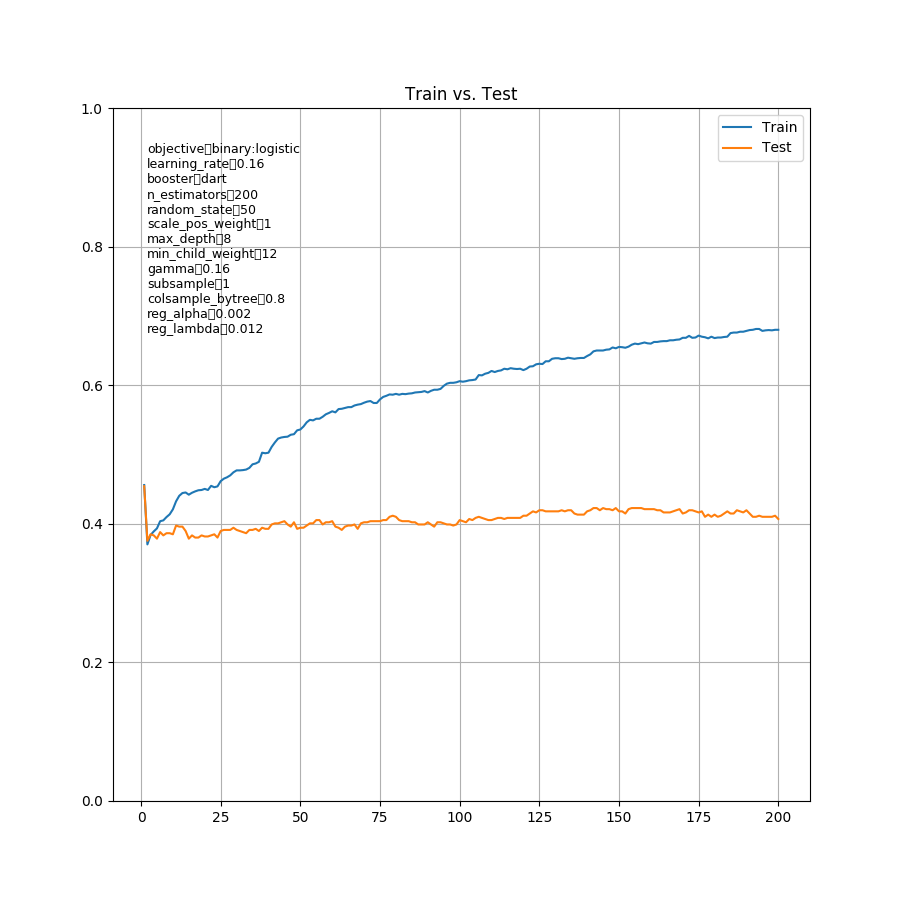 Train vs. Test
1.0
0.8
0.6
0.4
0.2
0.0
objective□binary:logistic
learning_rate□0.16
booster□dart
n_estimators□200
random_state□50
scale_pos_weight□1
max_depth□8
min_child_weight□12
gamma□0.16
subsample□1
colsample_bytree□0.8
reg_alpha□0.002
reg_lambda□0.012
Train
Test
0 25 50 75 100 125 150 175 200